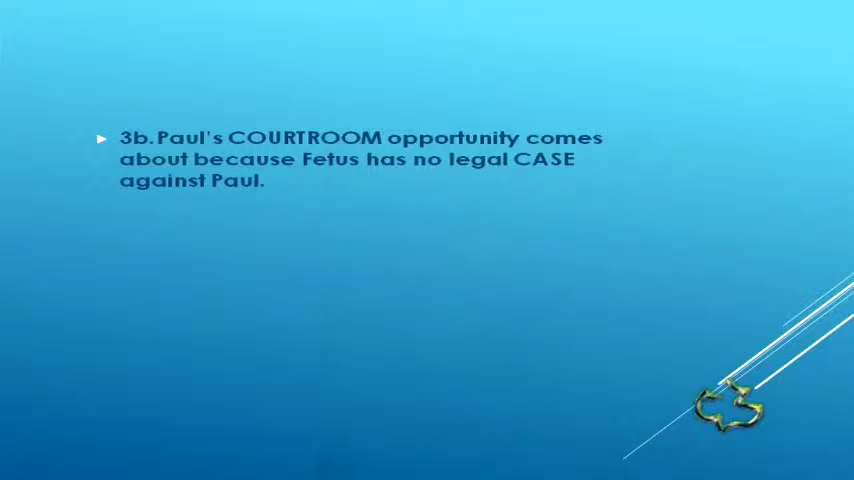 3b. Paul's COURTROOM opportunity comes
about because Fetus has no legal CASE
against Paul.